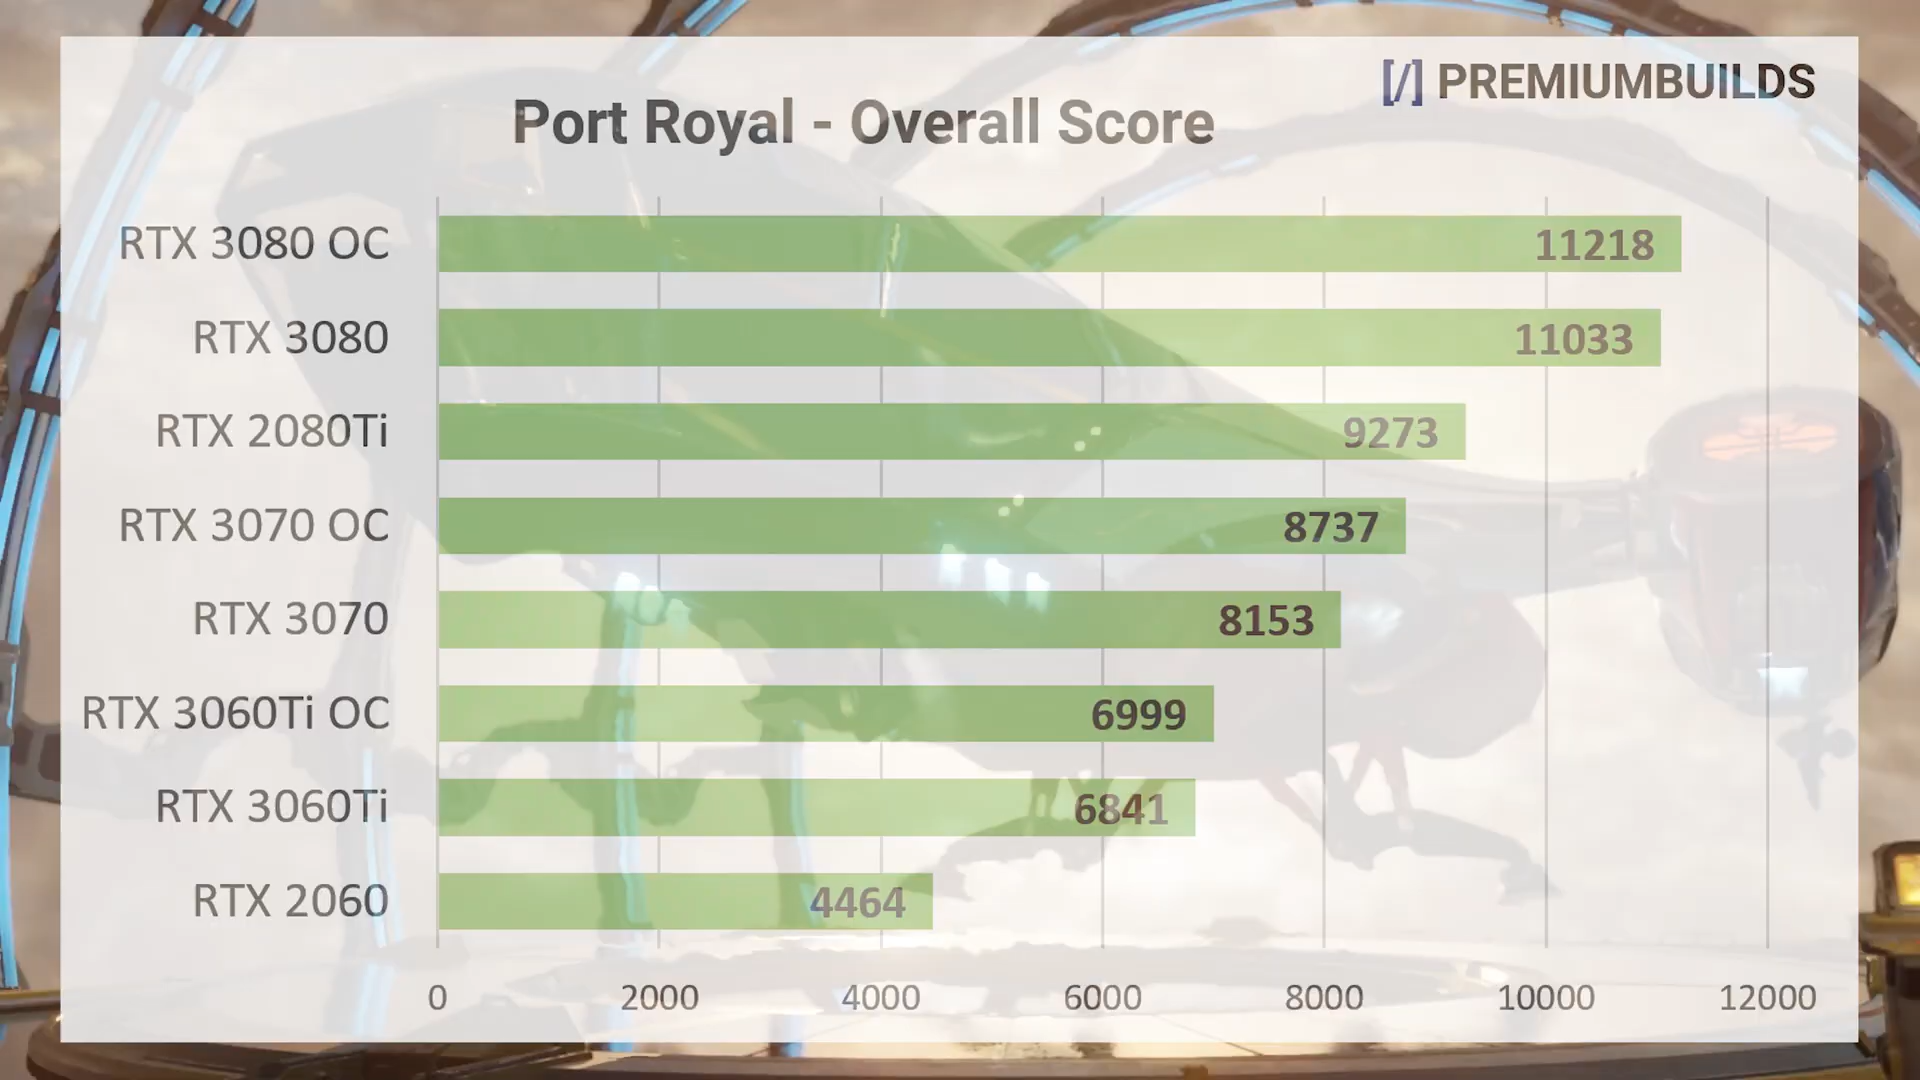 [/] PREMIUMBUILDS
Port Royal - Overall Score
RTX 3080 OC 11218
RTX 3080 11033
RTX 2080Ti 9273
RTX 3070 OC 8737
RTX 3070 8153
RTX 3060Ti OC 6999
RTX 3060Ti 6841
RTX 2060 4464
0 2000 4000 6000 8000 10000 12000